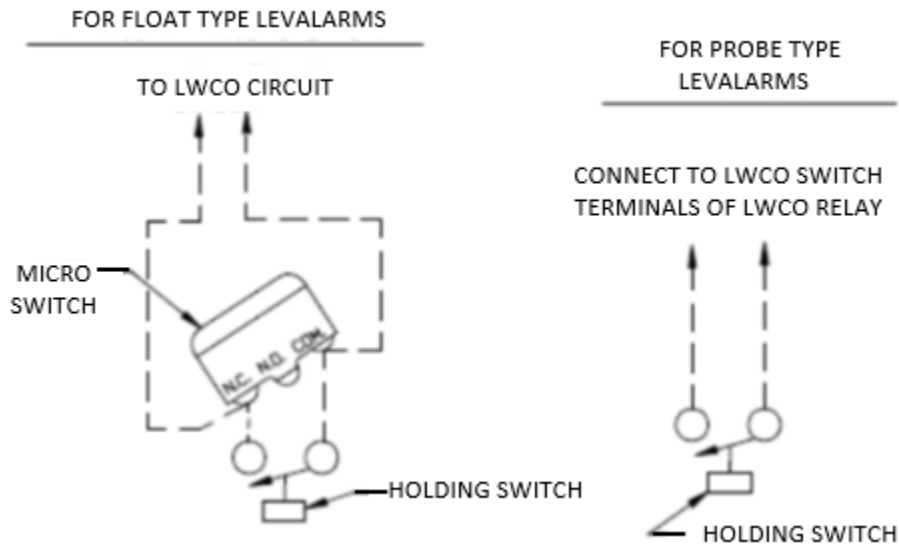 FOR FLOAT TYPE LEVALARMS
TO LWCO CIRCUIT
MICRO
SWITCH
N.C. N.O. COM
HOLDING SWITCH
FOR PROBE TYPE
LEVALARMS
CONNECT TO LWCO SWITCH
TERMINALS OF LWCO RELAY
HOLDING SWITCH